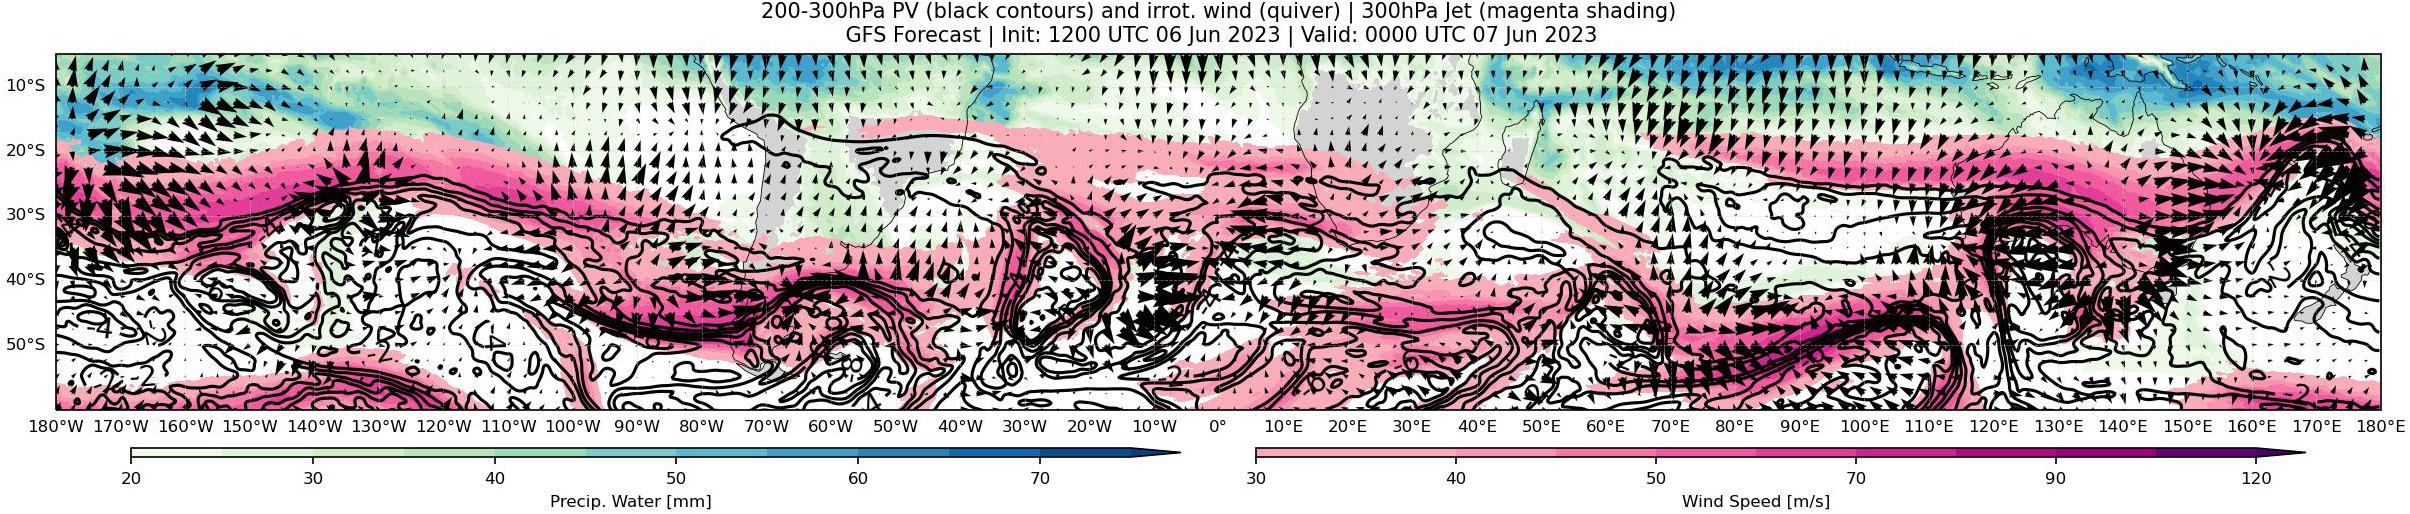 200-300hPa PV (black contours) and irrot. wind (quiver) | 300hPa Jet (magenta shading)
GFS Forecast | Init: 1200 UTC 06 Jun 2023 | Valid: 0000 UTC 07 Jun 2023
10°S
20°S
30°S
40°S
50°S
180°W 170°W 160°W 150°W 140°W 130°W 120°W 110°W 100°W 90°W 80°W 70°W 60°W 50°W 40°W 30°W 20°W 10°W 0° 10°E 20°E 30°E 40°E 50°E 60°E 70°E 80°E 90°E 100°E 110°E 120°E 130°E 140°E 150°E 160°E 170°E 180°E
20 30 40 50 60 70
Precip. Water [mm]
30 40 50 70 90 120
Wind Speed [m/s]